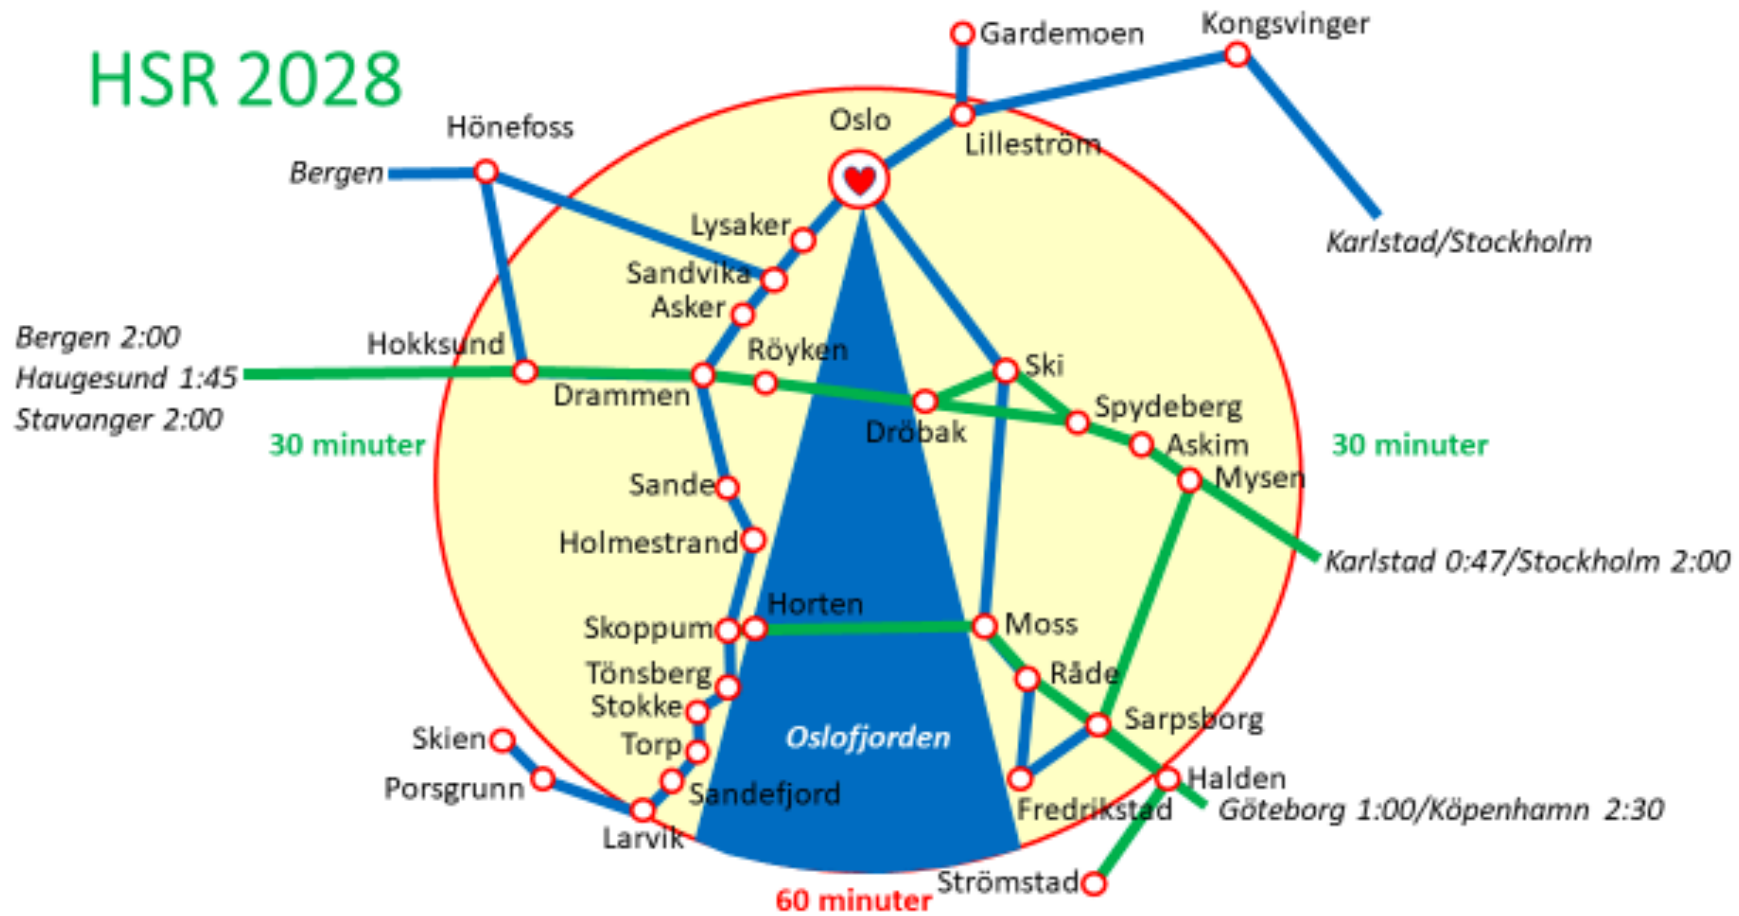 Gardemoen
Kongsvinger
HSR 2028
Hönefoss
Oslo
Lilleström
Bergen
Lysaker
Karlstad/Stockholm
Sandvika
Asker
Bergen 2:00
Hokksund
Röyken
Ski
Haugesund 1:45
Drammen
Spydeberg
Stavanger 2:00
Dröbak
30 minuter
30 minuter
Askim
Mysen
Sande
Holmestrand
Karlstad 0:47/Stockholm 2:00
Horten
Skoppum
Moss
Tönsberg
Råde
Stokke
Sarpsborg
Skien
Torp
Oslofjorden
Porsgrunn
Sandefjord
Halden
Fredrikstad
Göteborg 1:00/Köpenhamn 2:30
Larvik
Strömstad
60 minuter